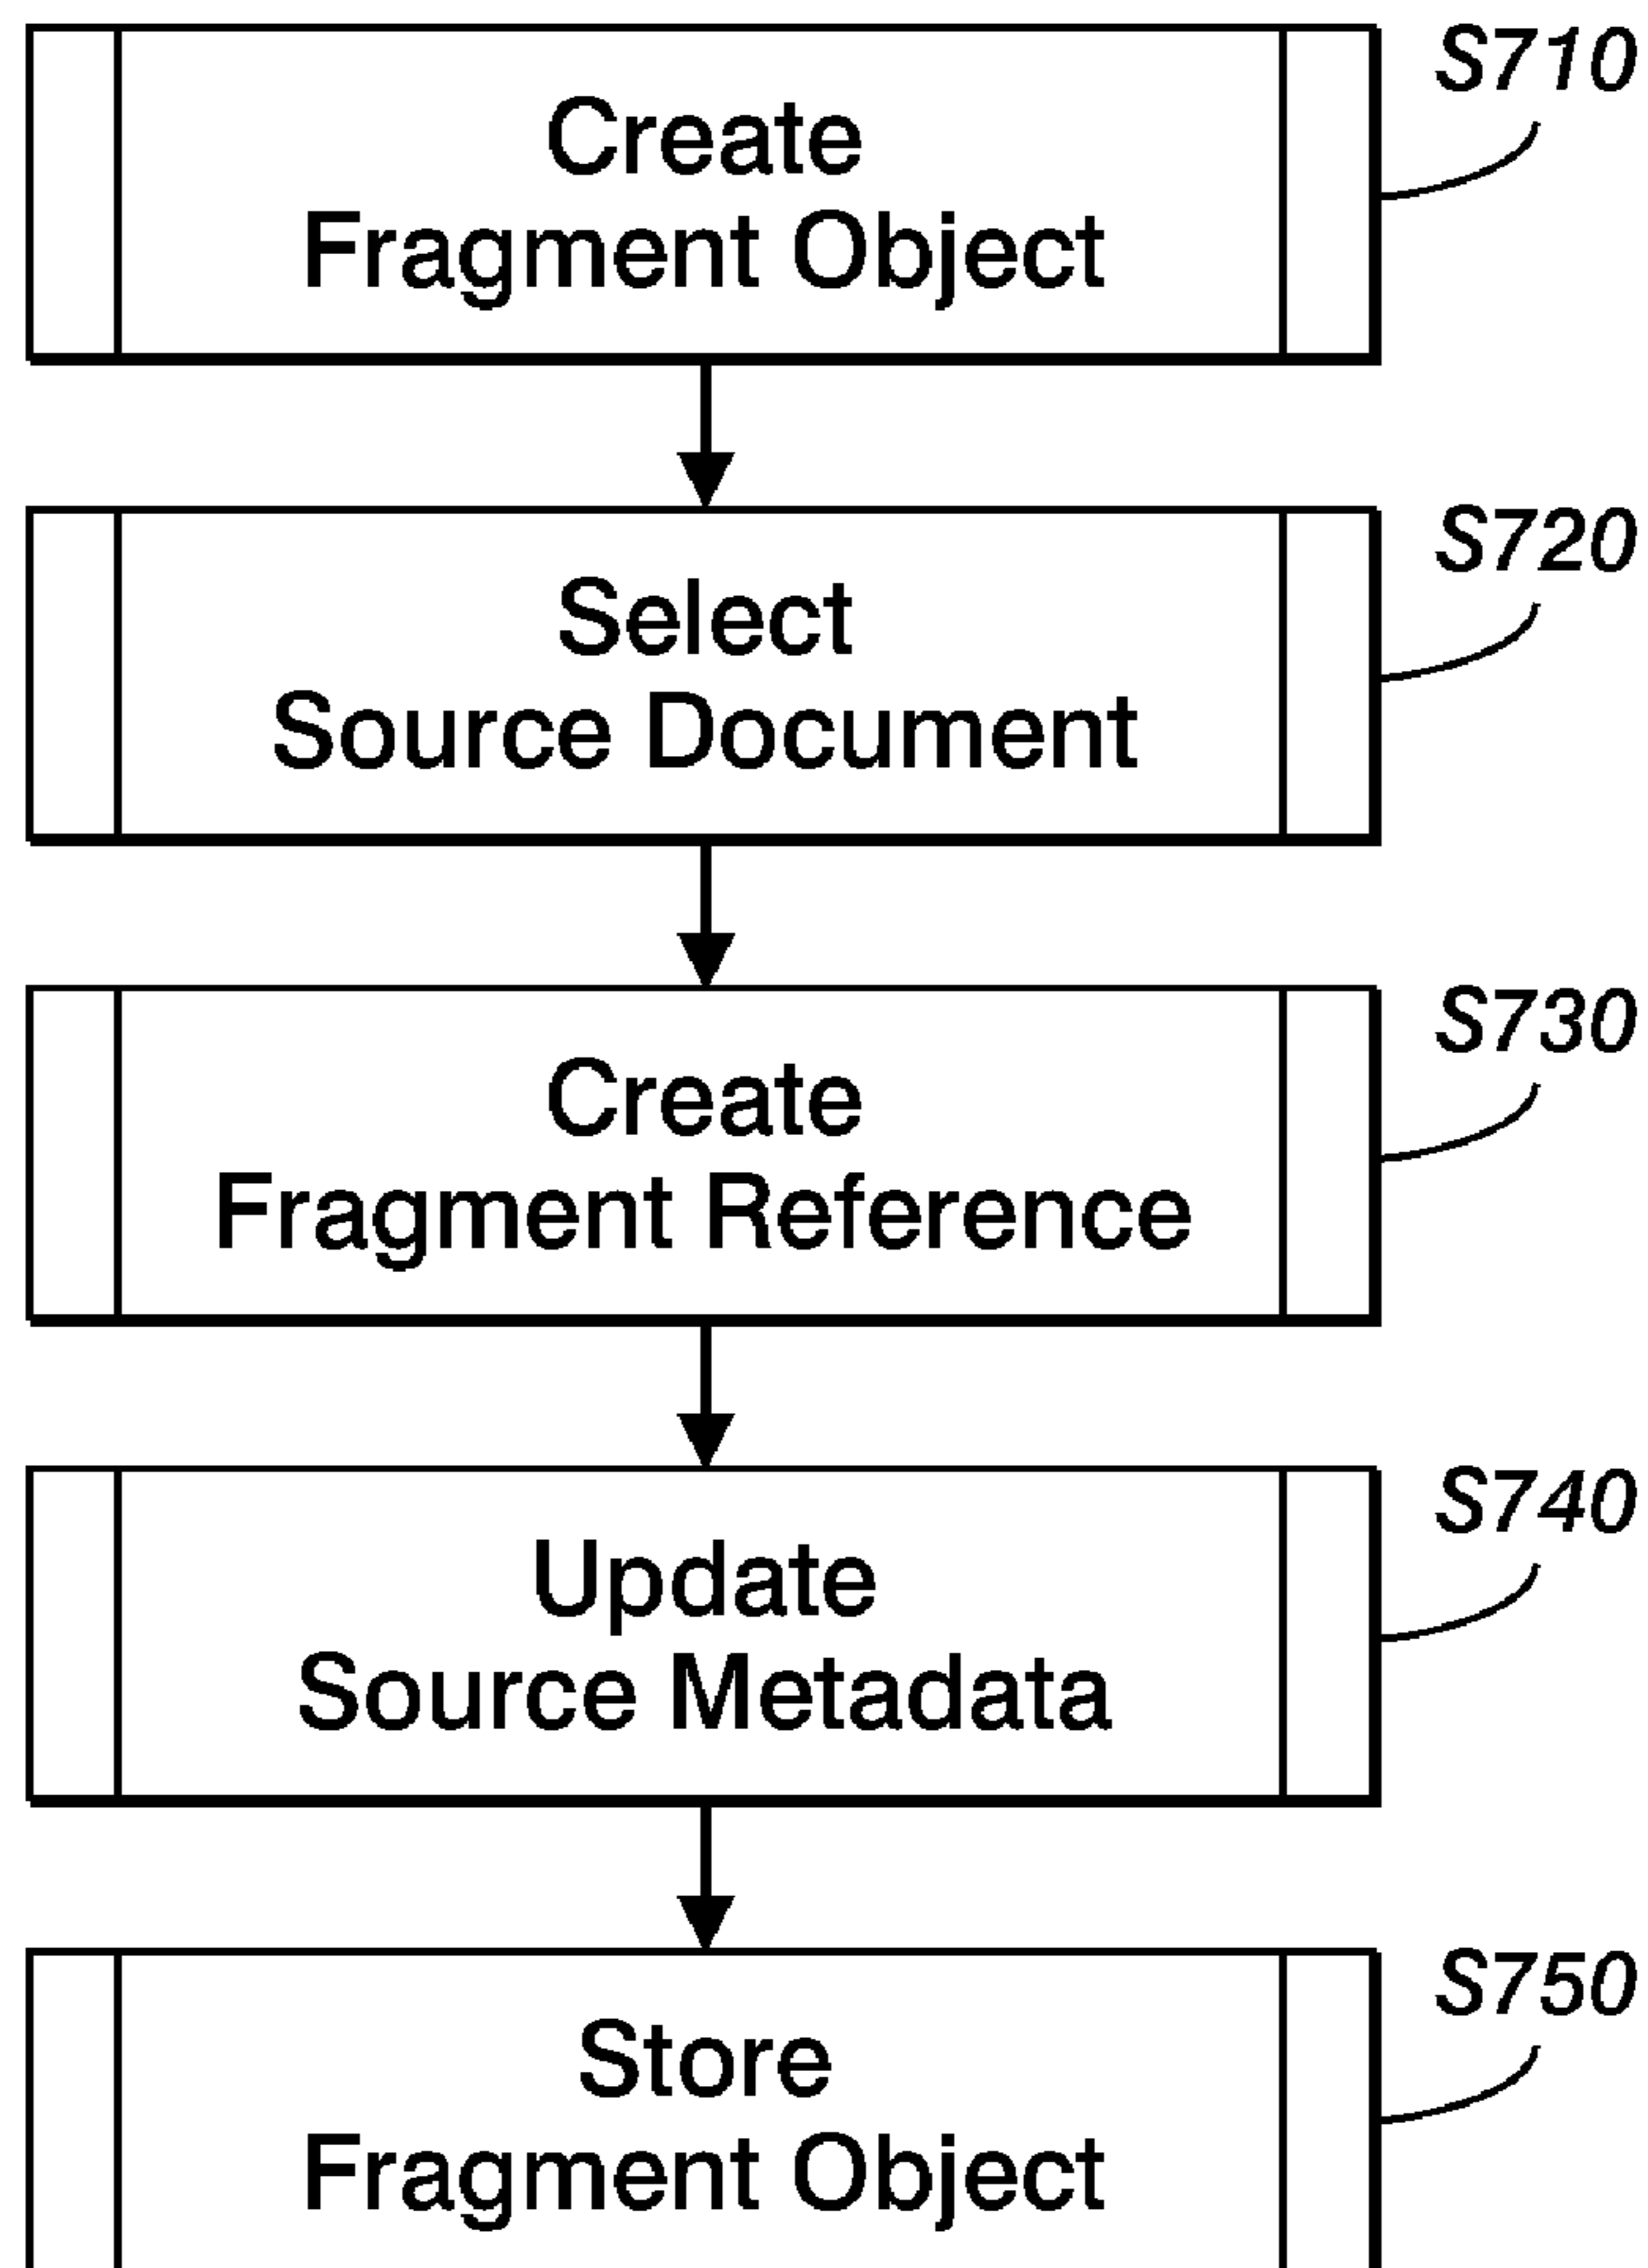 S710
Create
Fragment Object
S720
Select
Source Document
S730
Create
Fragment Reference
S740
Update
Source Metadata
S750
Store
Fragment Object